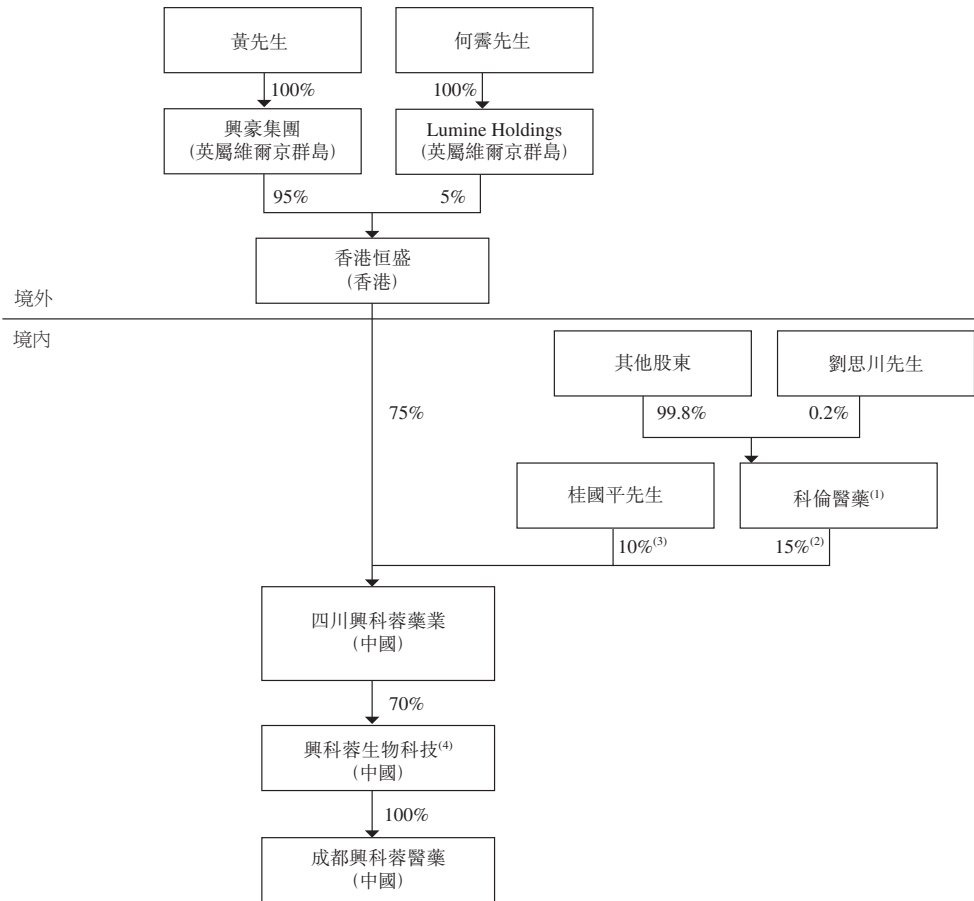 黃先生
何霽先生
100%
100%
興豪集團
(英屬維爾京群島)
Lumine Holdings
(英屬維爾京群島)
95%
5%
香港恒盛
(香港)
境外
境內
其他股東
劉思川先生
75%
99.8%
0.2%
桂國平先生
科倫醫藥(1)
10%(3)
15%(2)
四川興科蓉藥業
(中國)
70%
興科蓉生物科技(4)
(中國)
100%
成都興科蓉醫藥
(中國)